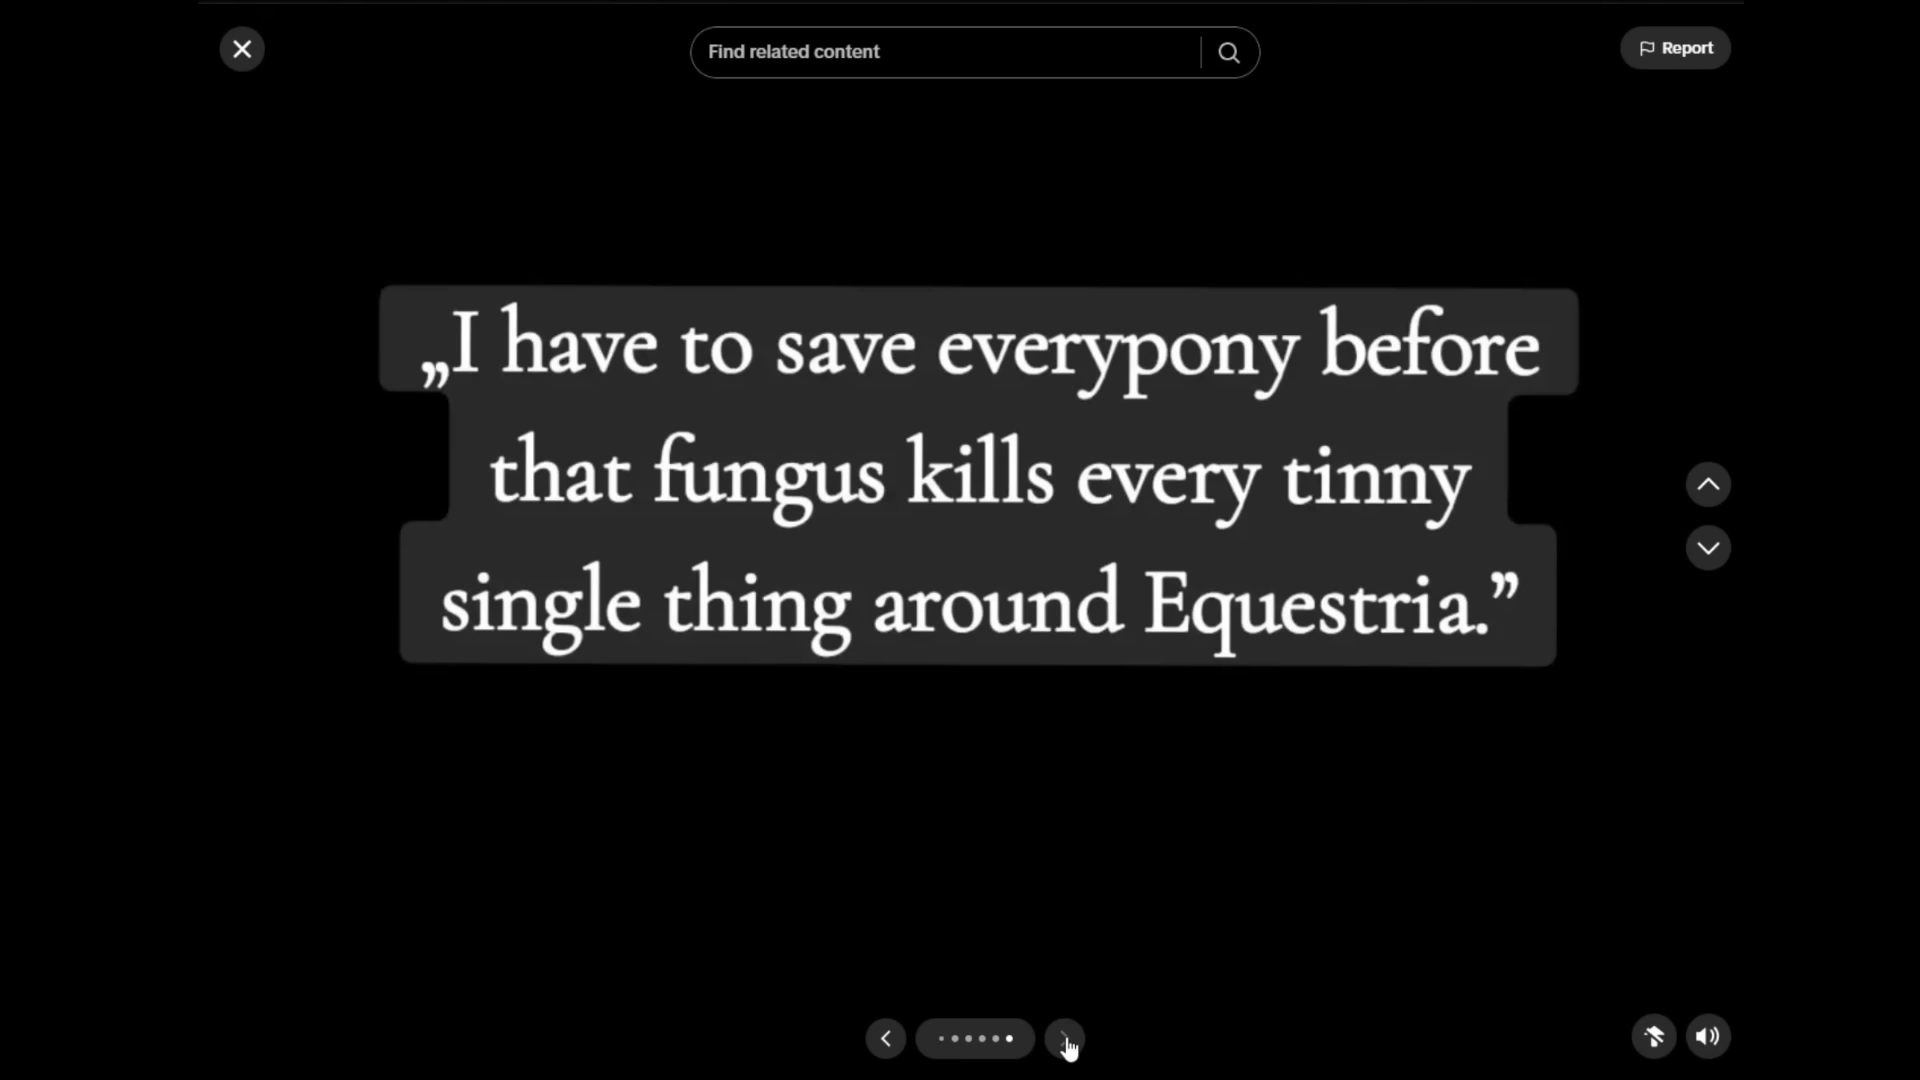 Find related content
Report
„I have to save everypony before
that fungus kills every tinny
single thing around Equestria.”